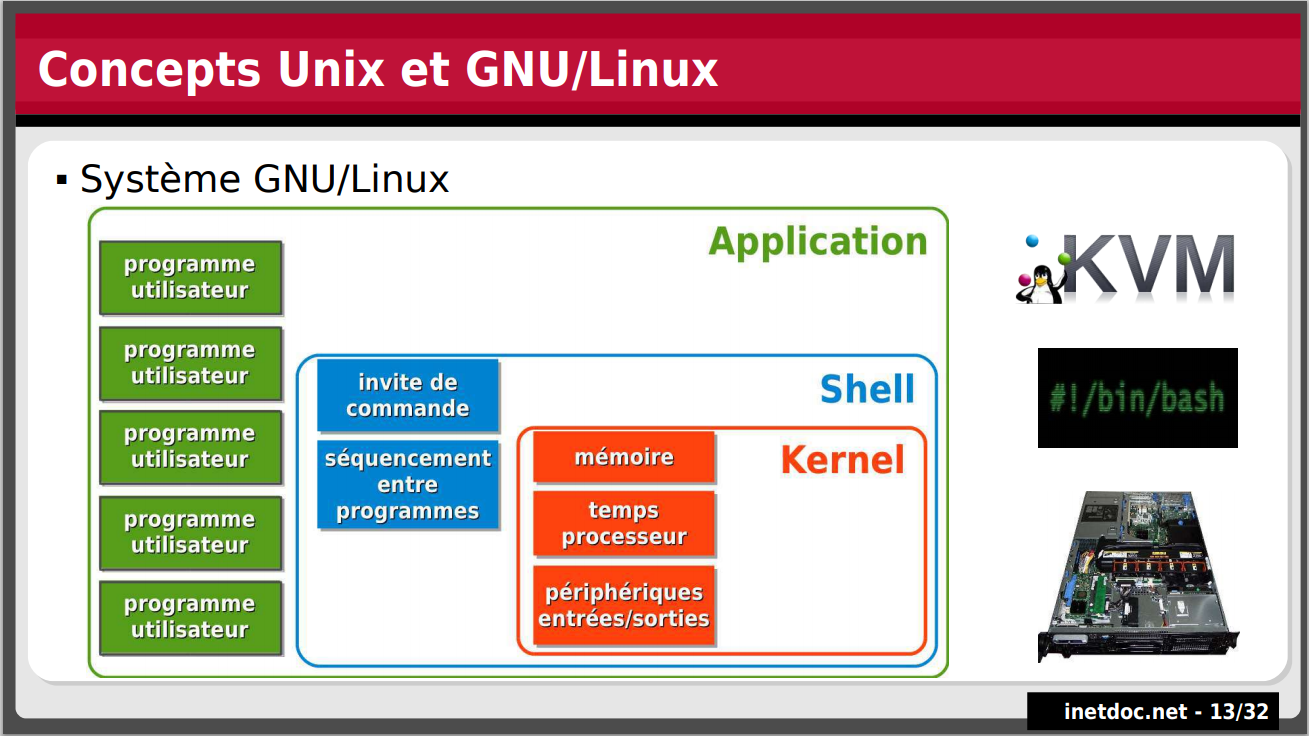 Concepts Unix et GNU/Linux
▪ Système GNU/Linux
Application
programme
utilisateur
programme
utilisateur
programme
utilisateur
programme
utilisateur
programme
utilisateur
Shell
invite de
commande
séquencement
entre
programmes
Kernel
mémoire
temps
processeur
périphériques
entrées/sorties
KVM
#!/bin/bash
inetdoc.net - 13/32